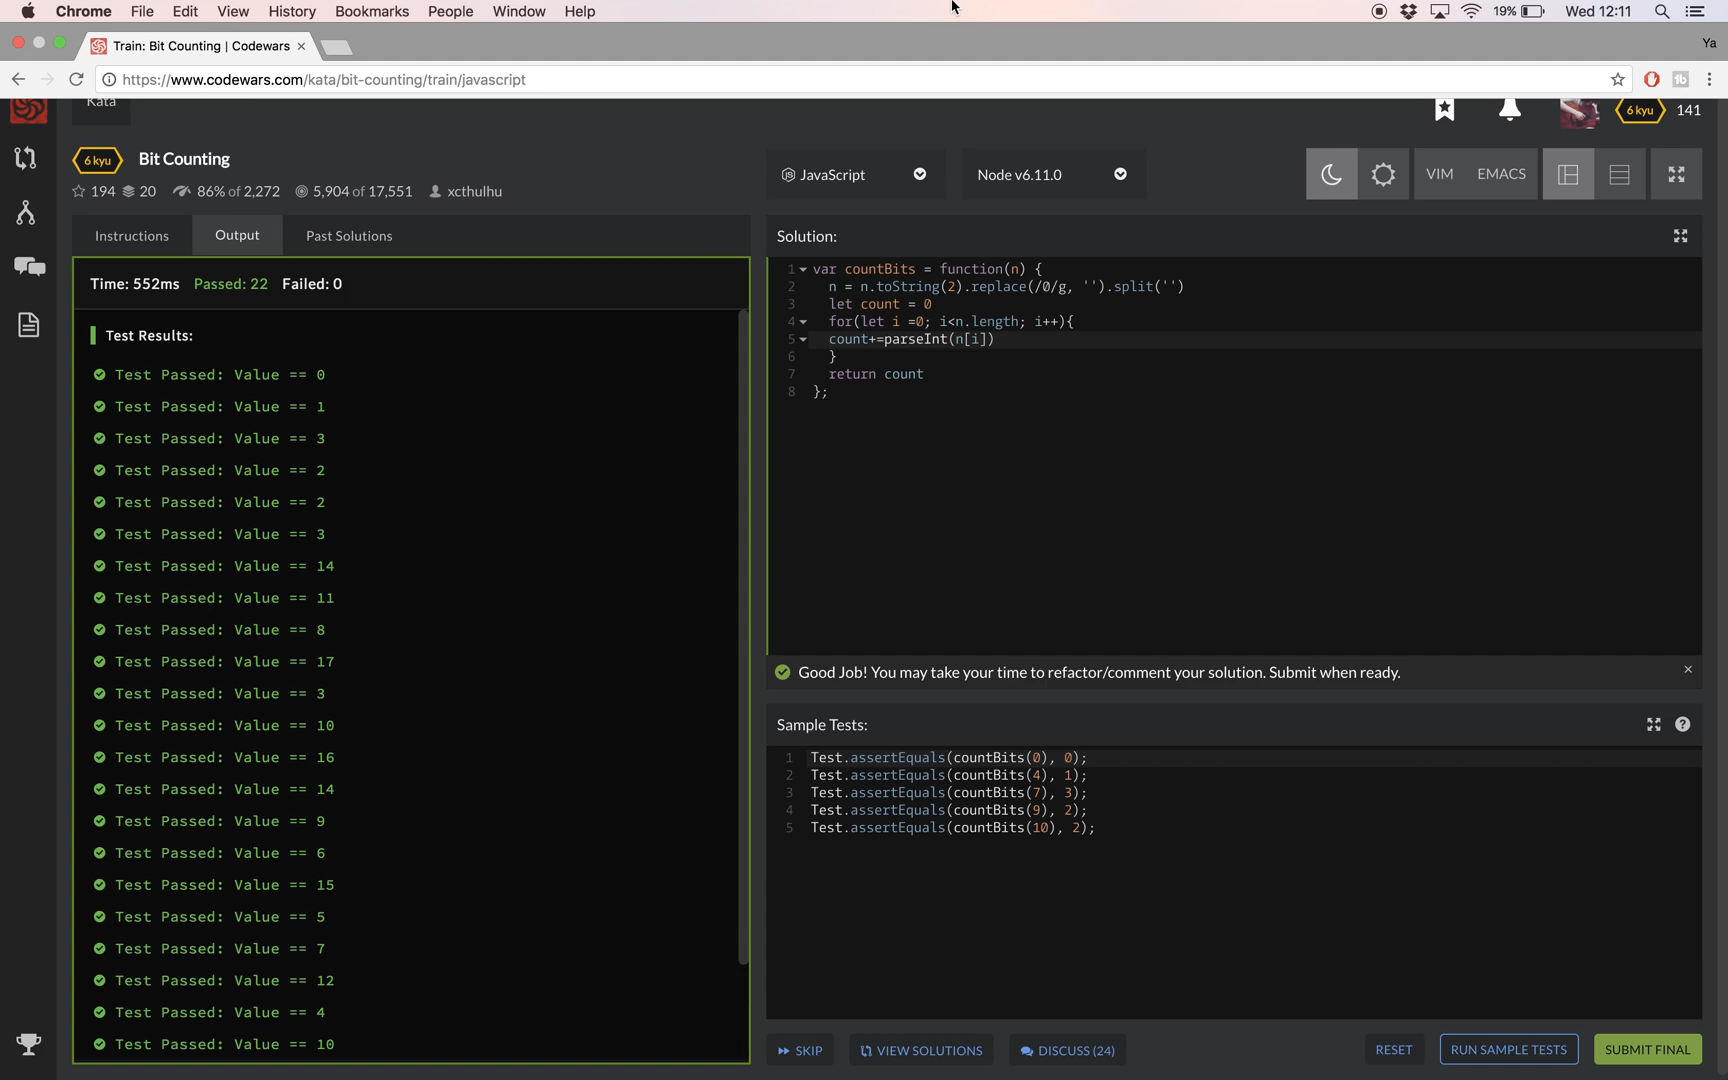 Chrome File Edit View History Bookmarks People Window Help 19% Wed 12:11
Train: Bit Counting | Codewars Ya
https://www.codewars.com/kata/bit-counting/train/javascript
Kata 6 kyu 141
6 kyu Bit Counting
194 20 86% of 2,272 5,904 of 17,551 xcthulhu
JavaScript Node v6.11.0 VIM EMACS
Instructions Output Past Solutions
Time: 552ms Passed: 22 Failed: 0
Test Results:
Test Passed: Value == 0
Test Passed: Value == 1
Test Passed: Value == 3
Test Passed: Value == 2
Test Passed: Value == 2
Test Passed: Value == 3
Test Passed: Value == 14
Test Passed: Value == 11
Test Passed: Value == 8
Test Passed: Value == 17
Test Passed: Value == 3
Test Passed: Value == 10
Test Passed: Value == 16
Test Passed: Value == 14
Test Passed: Value == 9
Test Passed: Value == 6
Test Passed: Value == 15
Test Passed: Value == 5
Test Passed: Value == 7
Test Passed: Value == 12
Test Passed: Value == 4
Test Passed: Value == 10
Solution:
1 var countBits = function(n) {
2 n = n.toString(2).replace(/0/g, '').split('')
3 let count = 0
4 for(let i =0; i<n.length; i++){
5 count+=parseInt(n[i])
6 }
7 return count
8 };
Good Job! You may take your time to refactor/comment your solution. Submit when ready.
Sample Tests:
1 Test.assertEquals(countBits(0), 0);
2 Test.assertEquals(countBits(4), 1);
3 Test.assertEquals(countBits(7), 3);
4 Test.assertEquals(countBits(9), 2);
5 Test.assertEquals(countBits(10), 2);
SKIP VIEW SOLUTIONS DISCUSS (24) RESET RUN SAMPLE TESTS SUBMIT FINAL